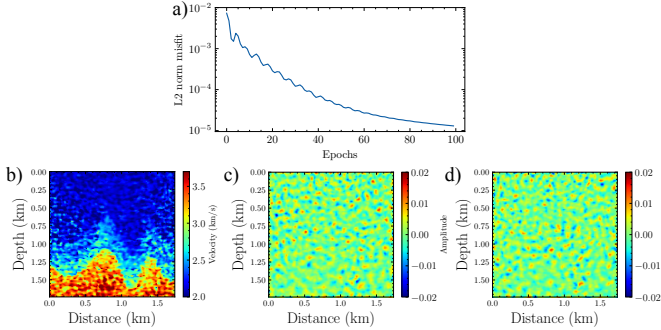 a)
10−2
10−3
10−4
10−5
L2 norm misfit
0 20 40 60 80 100
Epochs
b) c) d)
0.00 0.25 0.50 0.75 1.00 1.25 1.50
Depth (km)
0.0 0.5 1.0 1.5
Distance (km)
3.5 3.0 2.5 2.0
Velocity (km/s)
0.00 0.25 0.50 0.75 1.00 1.25 1.50
Depth (km)
0.0 0.5 1.0 1.5
Distance (km)
0.02 0.01 0.00 −0.01 −0.02
Amplitude
0.00 0.25 0.50 0.75 1.00 1.25 1.50
Depth (km)
0.0 0.5 1.0 1.5
Distance (km)
0.02 0.01 0.00 −0.01 −0.02